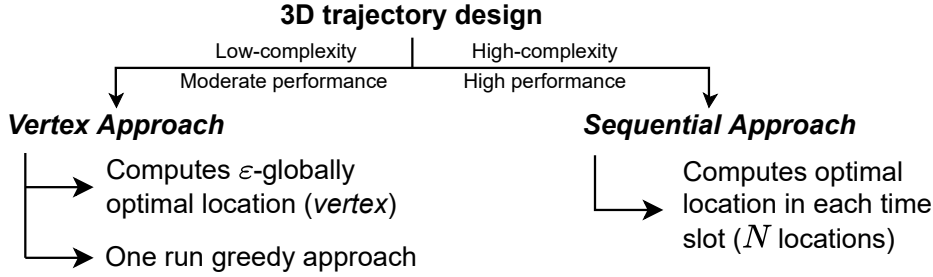 3D trajectory design
Low-complexity
High-complexity
Moderate performance
High performance
Vertex Approach
Sequential Approach
Computes ε-globally
optimal location (vertex)
One run greedy approach
Computes optimal
location in each time
slot (N locations)